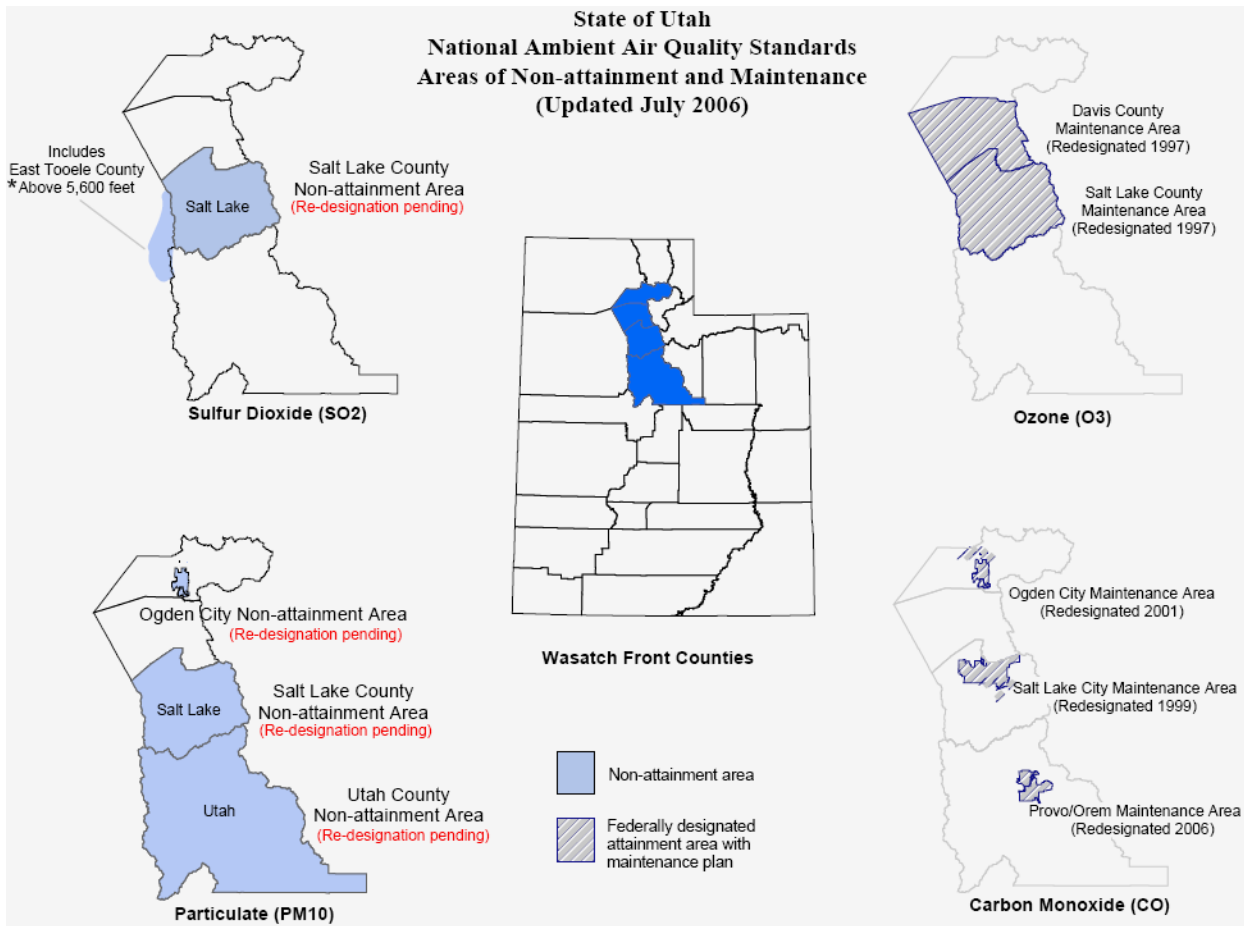 State of Utah
National Ambient Air Quality Standards
Areas of Non-attainment and Maintenance
(Updated July 2006)
Includes
East Tooele County
*Above 5,600 feet
Salt Lake
Salt Lake County
Non-attainment Area
(Re-designation pending)
Sulfur Dioxide (SO2)
Davis County
Maintenance Area
(Redesignated 1997)
Salt Lake County
Maintenance Area
(Redesignated 1997)
Ozone (O3)
Wasatch Front Counties
Ogden City Non-attainment Area
(Re-designation pending)
Salt Lake
Salt Lake County
Non-attainment Area
(Re-designation pending)
Utah
Utah County
Non-attainment Area
(Re-designation pending)
Particulate (PM10)
Non-attainment area
Federally designated
attainment area with
maintenance plan
Ogden City Maintenance Area
(Redesignated 2001)
Salt Lake City Maintenance Area
(Redesignated 1999)
Provo/Orem Maintenance Area
(Redesignated 2006)
Carbon Monoxide (CO)